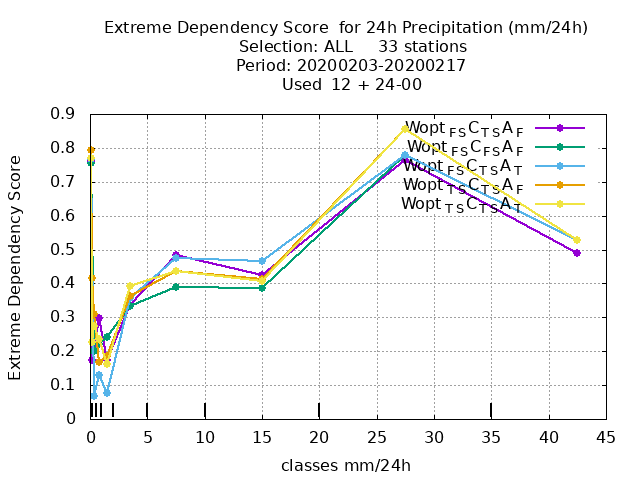 Extreme Dependency Score  for 24h Precipitation (mm/24h)
Selection: ALL     33 stations
Period: 20200203-20200217
Used  12 + 24-00
Extreme Dependency Score
0.9
0.8
0.7
0.6
0.5
0.4
0.3
0.2
0.1
0
Wopt FS C TS A F
Wopt FS C FS A F
Wopt FS C TS A T
Wopt TS C TS A F
Wopt TS C TS A T
0 5 10 15 20 25 30 35 40 45
classes mm/24h